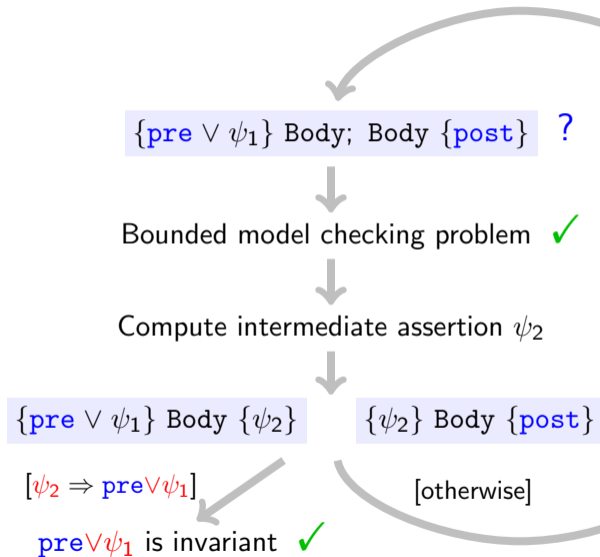 {pre ∨ ψ₁} Body; Body {post} ?
Bounded model checking problem ✓
Compute intermediate assertion ψ₂
{pre ∨ ψ₁} Body {ψ₂} {ψ₂} Body {post}
[ψ₂ ⇒ pre∨ψ₁] [otherwise]
pre∨ψ₁ is invariant ✓